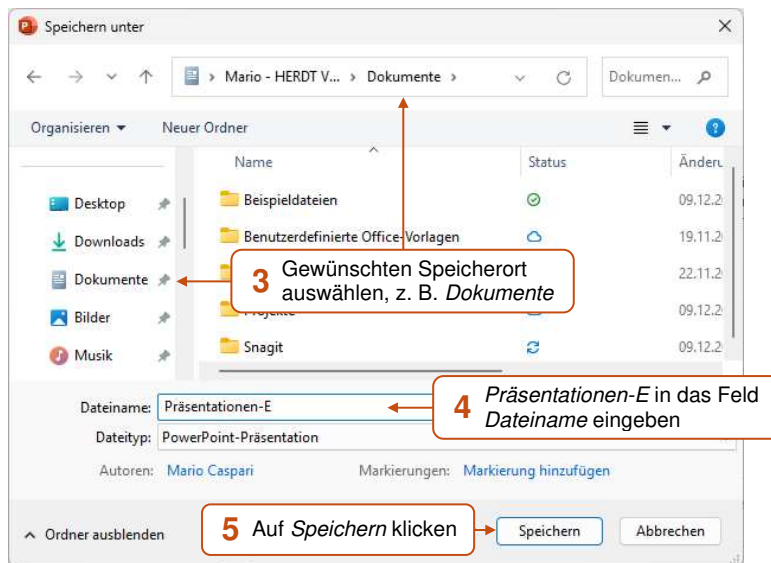 Speichern unter
Mario - HERDT V... > Dokumente >
Dokumen...
Organisieren
Neuer Ordner
Name
Status
Änderu
Desktop
Beispieldateien
09.12.2
Downloads
Benutzerdefinierte Office-Vorlagen
19.11.2
Dokumente
3 Gewünschten Speicherort
auswählen, z. B. Dokumente
22.11.2
Bilder
Projekte
09.12.2
Musik
Snagit
09.12.2
Dateiname: Präsentationen-E
4 Präsentationen-E in das Feld
Dateiname eingeben
Dateityp: PowerPoint-Präsentation
Autoren: Mario Caspari
Markierungen: Markierung hinzufügen
Ordner ausblenden
5 Auf Speichern klicken
Speichern
Abbrechen